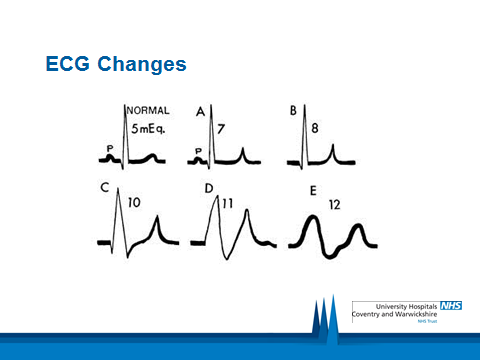 ECG Changes
NORMAL
5mEq.
P
A
7
P
B
8
C
10
D
11
E
12
University Hospitals NHS
Coventry and Warwickshire
NHS Trust